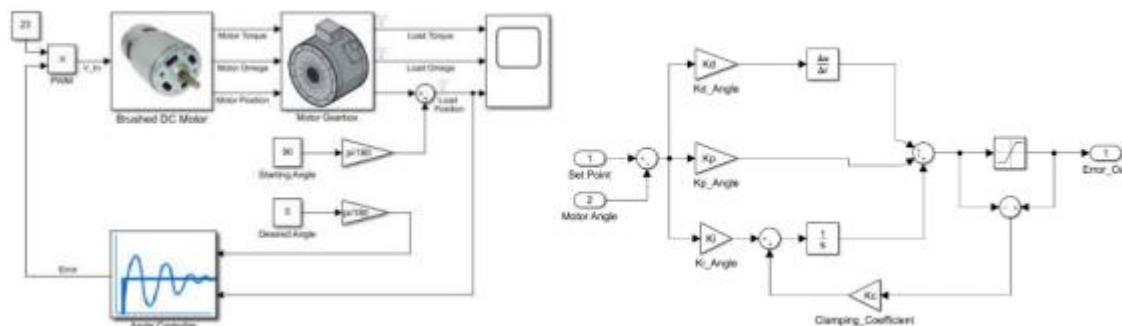 23
×
PWM
V_in
Brushed DC Motor
Motor Torque
Motor Omega
Motor Position
Motor Gearbox
Load Torque
Load Omega
Load
Position
90
Starting Angle
pi/180
0
Desired Angle
pi/180
Error
Angle Controller
1
Set Point
2
Motor Angle
Kd
Kd_Angle
Δu
Δt
Kp
Kp_Angle
Ki
Ki_Angle
1
s
1
Clamping_Coefficient